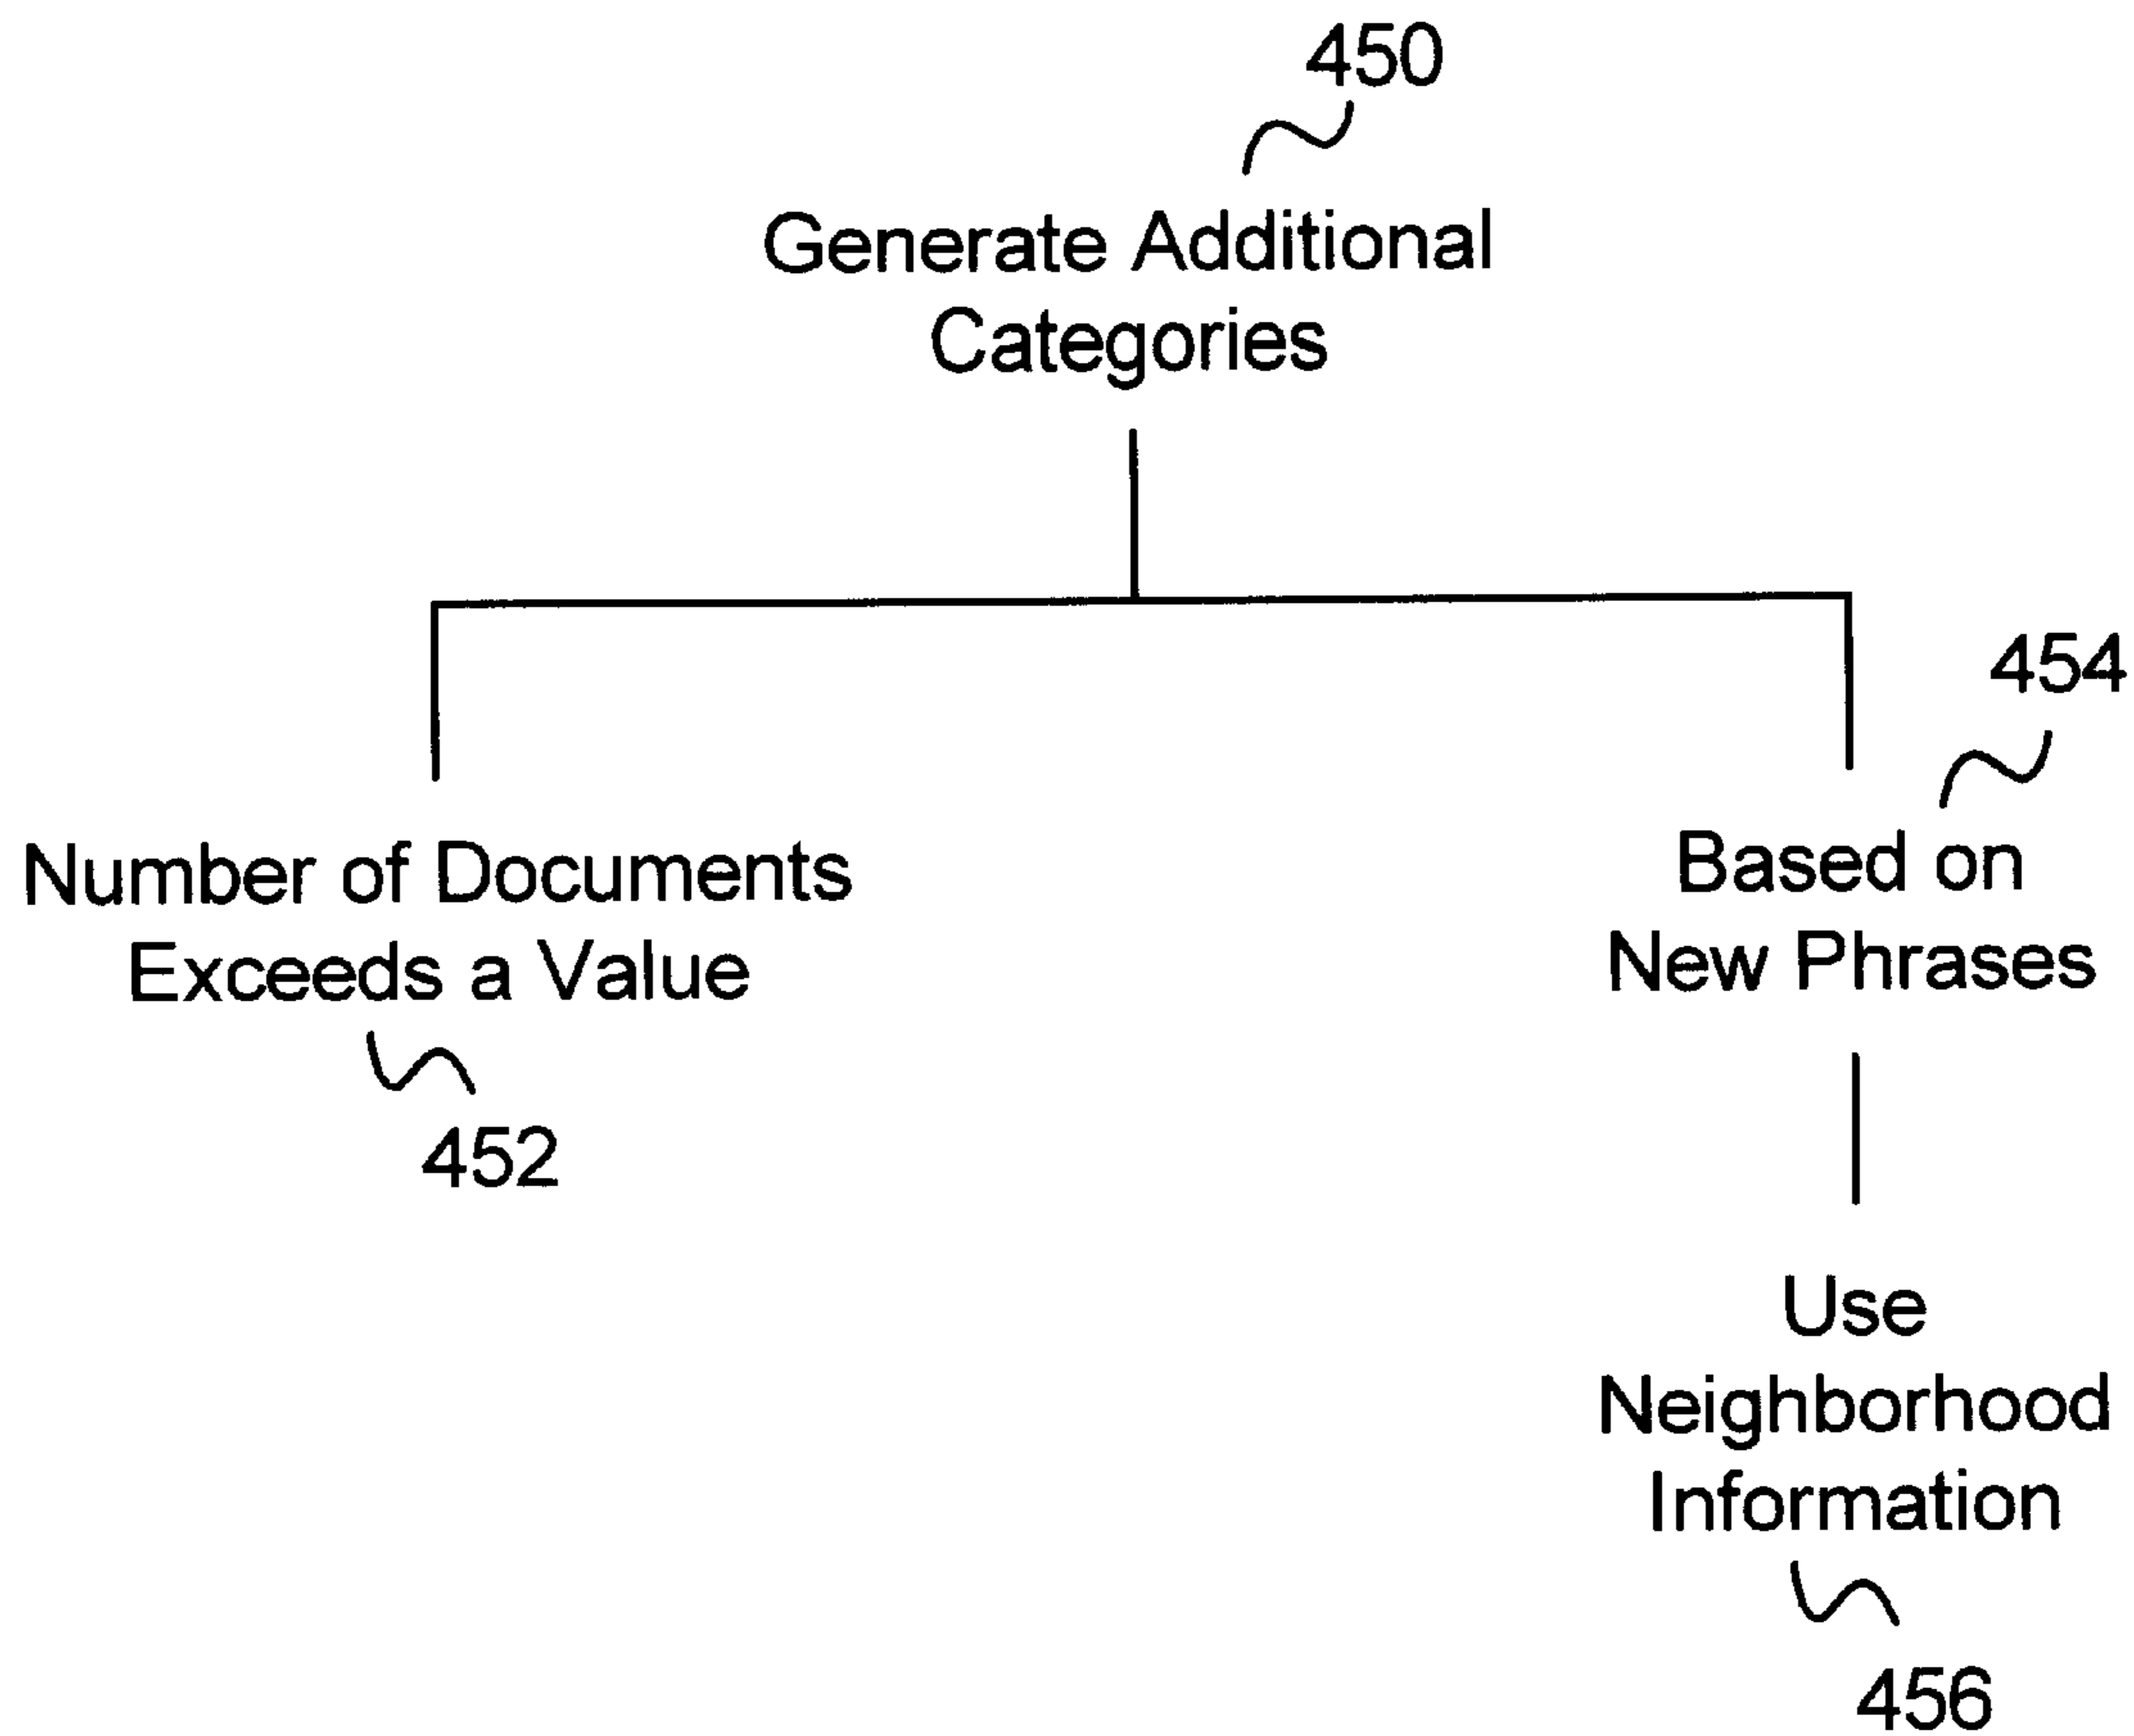 450
Generate Additional
Categories
454
Number of Documents
Exceeds a Value
452
Based on
New Phrases
Use
Neighborhood
Information
456